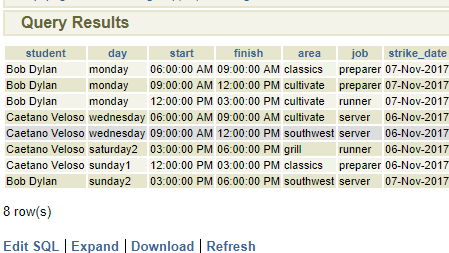 Query Results
student day start finish area job strike_date
Bob Dylan monday 06:00:00 AM 09:00:00 AM classics preparer 07-Nov-2017
Bob Dylan monday 09:00:00 AM 12:00:00 PM cultivate preparer 07-Nov-2017
Bob Dylan monday 12:00:00 PM 03:00:00 PM cultivate runner 07-Nov-2017
Caetano Veloso wednesday 06:00:00 AM 09:00:00 AM cultivate server 06-Nov-2017
Caetano Veloso wednesday 09:00:00 AM 12:00:00 PM southwest server 06-Nov-2017
Caetano Veloso saturday2 03:00:00 PM 06:00:00 PM grill runner 06-Nov-2017
Caetano Veloso sunday1 12:00:00 PM 03:00:00 PM classics preparer 06-Nov-2017
Bob Dylan sunday2 03:00:00 PM 06:00:00 PM southwest server 07-Nov-2017
8 row(s)
Edit SQL | Expand | Download | Refresh